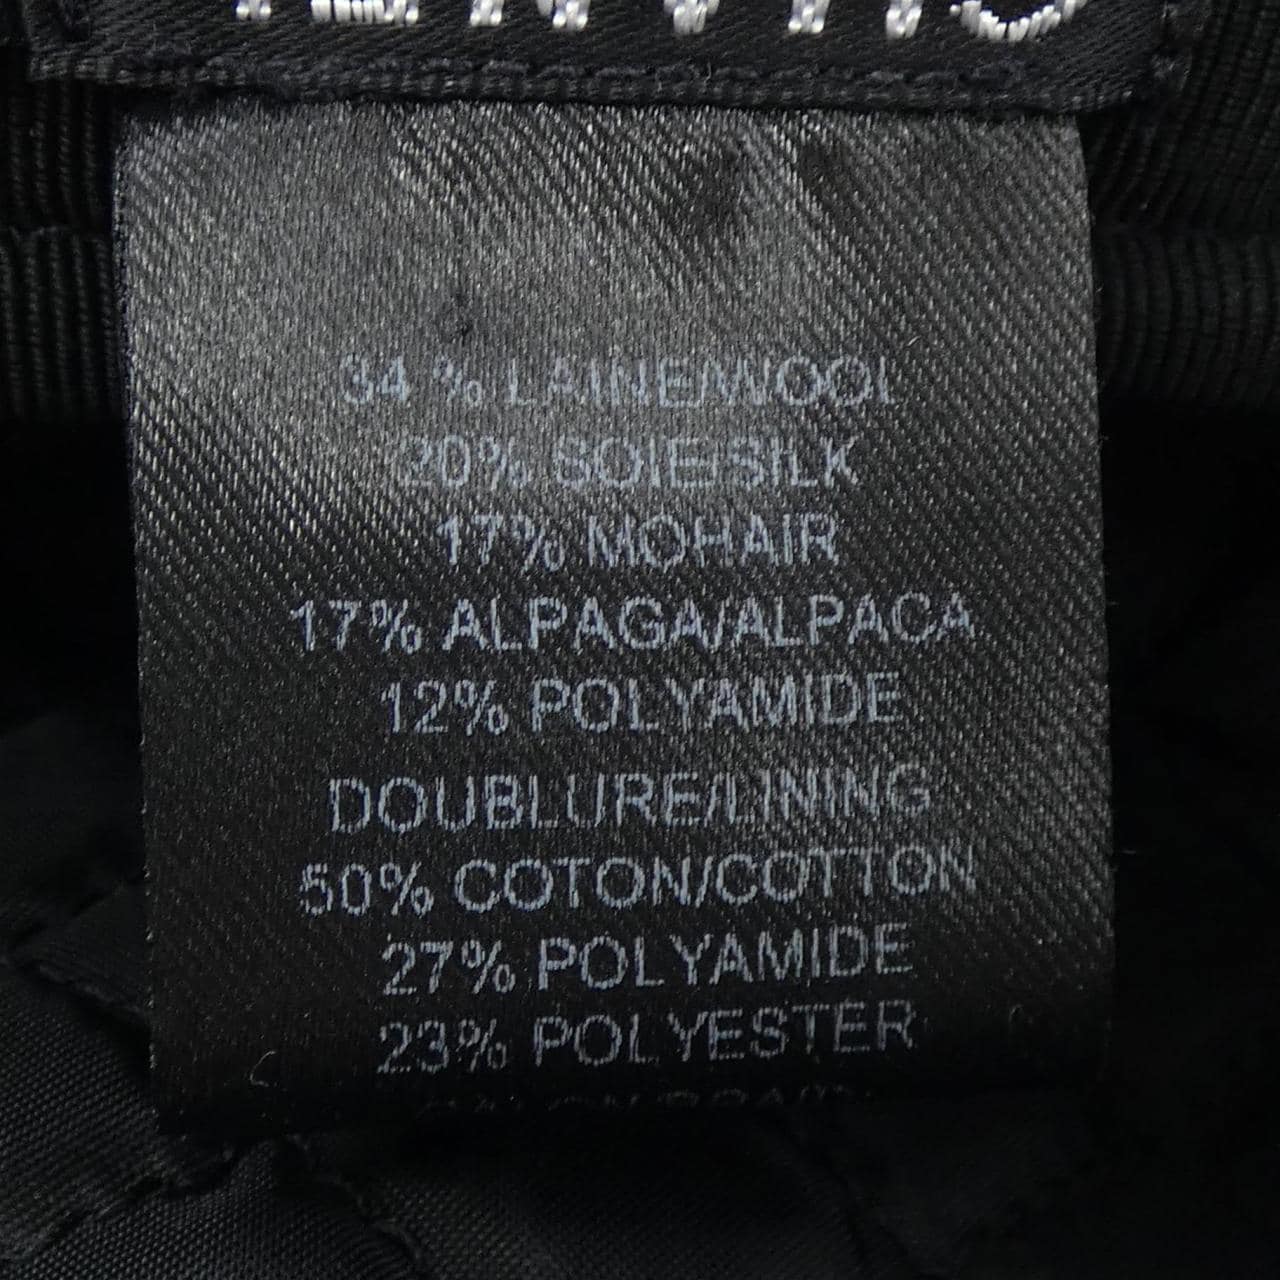 34 % LAINE/WOOL
20% SOIE/SILK
17% MOHAIR
17% ALPAGA/ALPACA
12% POLYAMIDE
DOUBLURE/LINING
50% COTON/COTTON
27% POLYAMIDE
23% POLYESTER